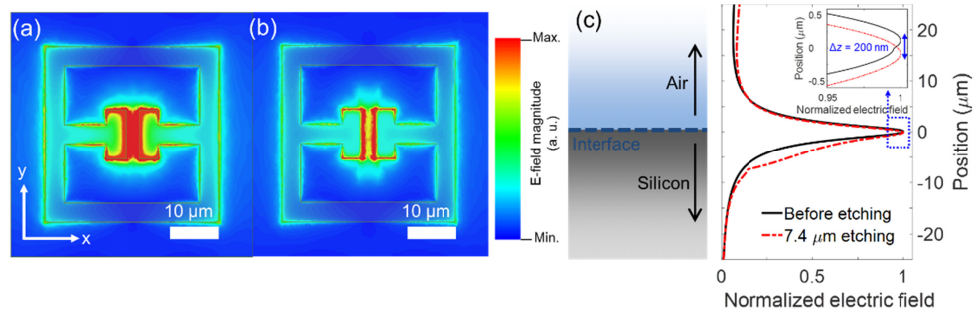 (a)
y
x
10 μm
(b)
10 μm
Max.
E-field magnitude
(a. u.)
Min.
(c)
Air
Interface
Silicon
0.5
0
-0.5
Position (μm)
Δz = 200 nm
0.95
1
Normalized electric field
20
10
0
-10
-20
Position (μm)
Before etching
7.4 μm etching
0
0.5
1
Normalized electric field